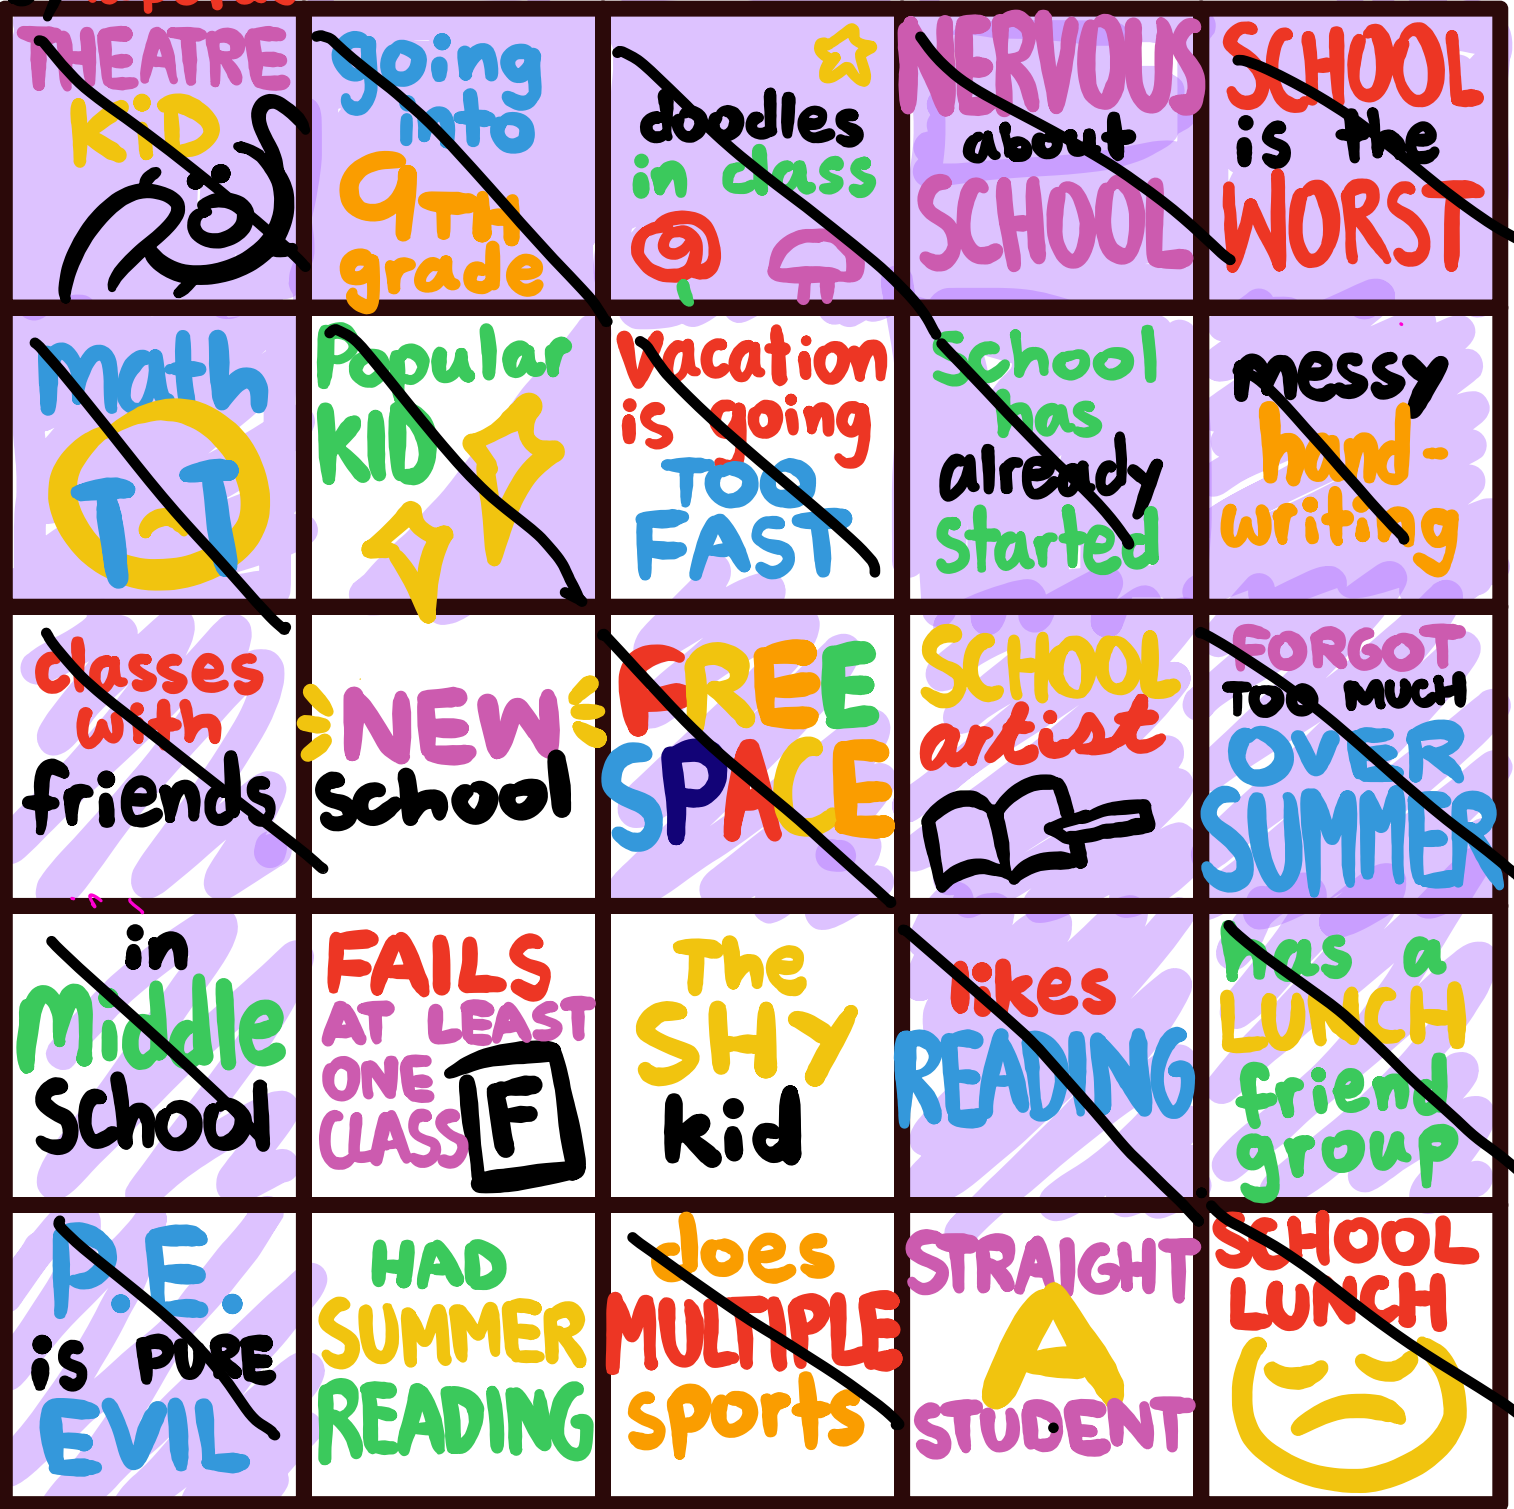 THEATRE
KiD
going
into
9TH
grade
doodles
in class
NERVOUS
about
SCHOOL
SCHOOL
is the
WORST
math
Popular
KID
Vacation
is going
TOO
FAST
School
has
already
started
messy
hand-
writing
classes
with
friends
NEW
school
FREE
SPACE
SCHOOL
artist
FORGOT
TOO MUCH
OVER
SUMMER
in
Middle
School
FAILS
AT LEAST
ONE
CLASS
F
The
SHY
kid
likes
READING
has a
LUNCH
friend
group
P.E.
is PURE
EVIL
HAD
SUMMER
READING
does
MULTIPLE
sports
STRAIGHT
A
STUDENT
SCHOOL
LUNCH